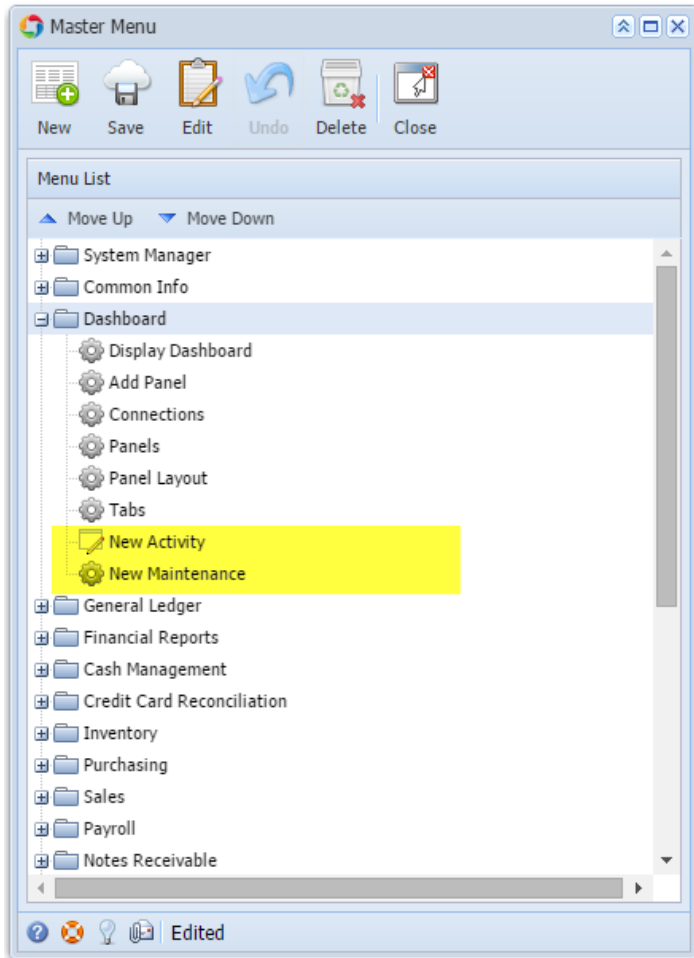 Master Menu
New Save Edit Undo Delete Close
Menu List
Move Up Move Down
System Manager
Common Info
Dashboard
Display Dashboard
Add Panel
Connections
Panels
Panel Layout
Tabs
New Activity
New Maintenance
General Ledger
Financial Reports
Cash Management
Credit Card Reconciliation
Inventory
Purchasing
Sales
Payroll
Notes Receivable
Edited